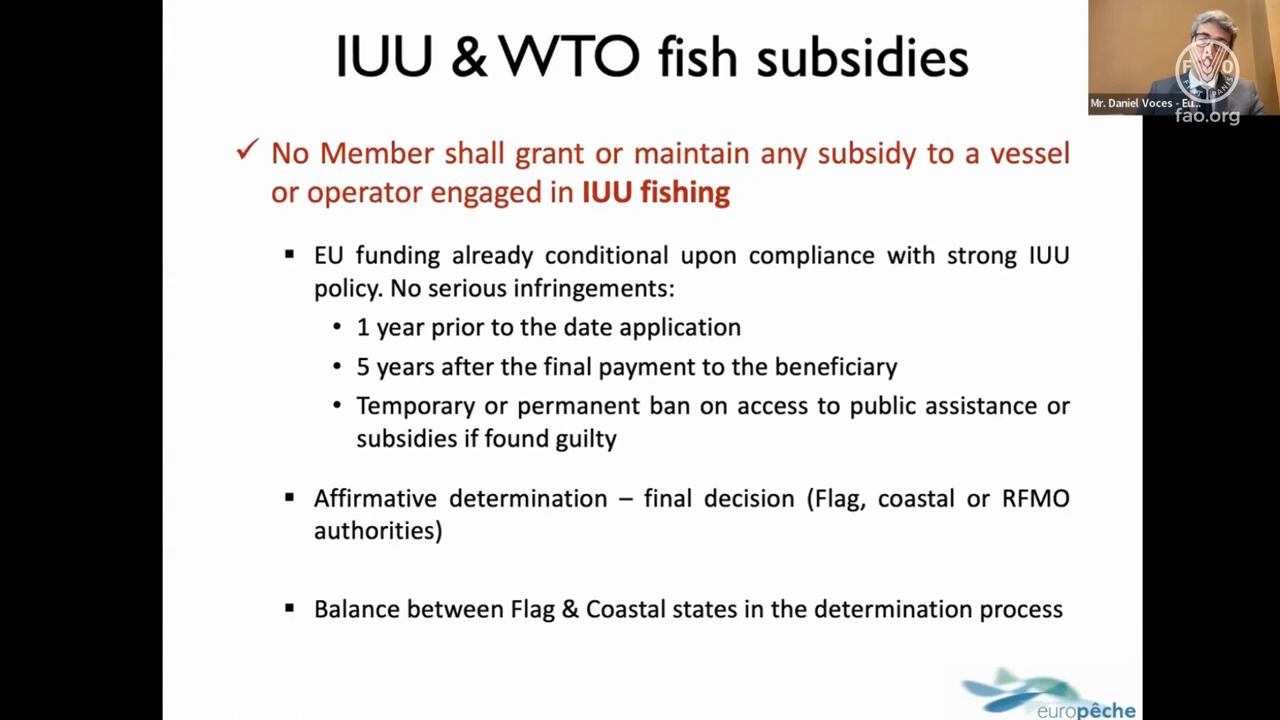 IUU & WTO fish subsidies
Mr. Daniel Voces - Eu...
fao.org
✓ No Member shall grant or maintain any subsidy to a vessel
or operator engaged in IUU fishing
▪ EU funding already conditional upon compliance with strong IUU
policy. No serious infringements:
• 1 year prior to the date application
• 5 years after the final payment to the beneficiary
• Temporary or permanent ban on access to public assistance or
subsidies if found guilty
▪ Affirmative determination – final decision (Flag, coastal or RFMO
authorities)
▪ Balance between Flag & Coastal states in the determination process
europêche